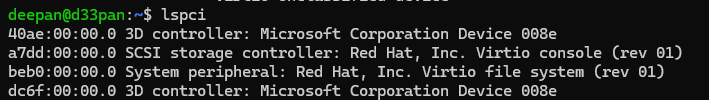 deepan@d33pan:~$ lspci
40ae:00:00.0 3D controller: Microsoft Corporation Device 008e
a7dd:00:00.0 SCSI storage controller: Red Hat, Inc. Virtio console (rev 01)
beb0:00:00.0 System peripheral: Red Hat, Inc. Virtio file system (rev 01)
dc6f:00:00.0 3D controller: Microsoft Corporation Device 008e